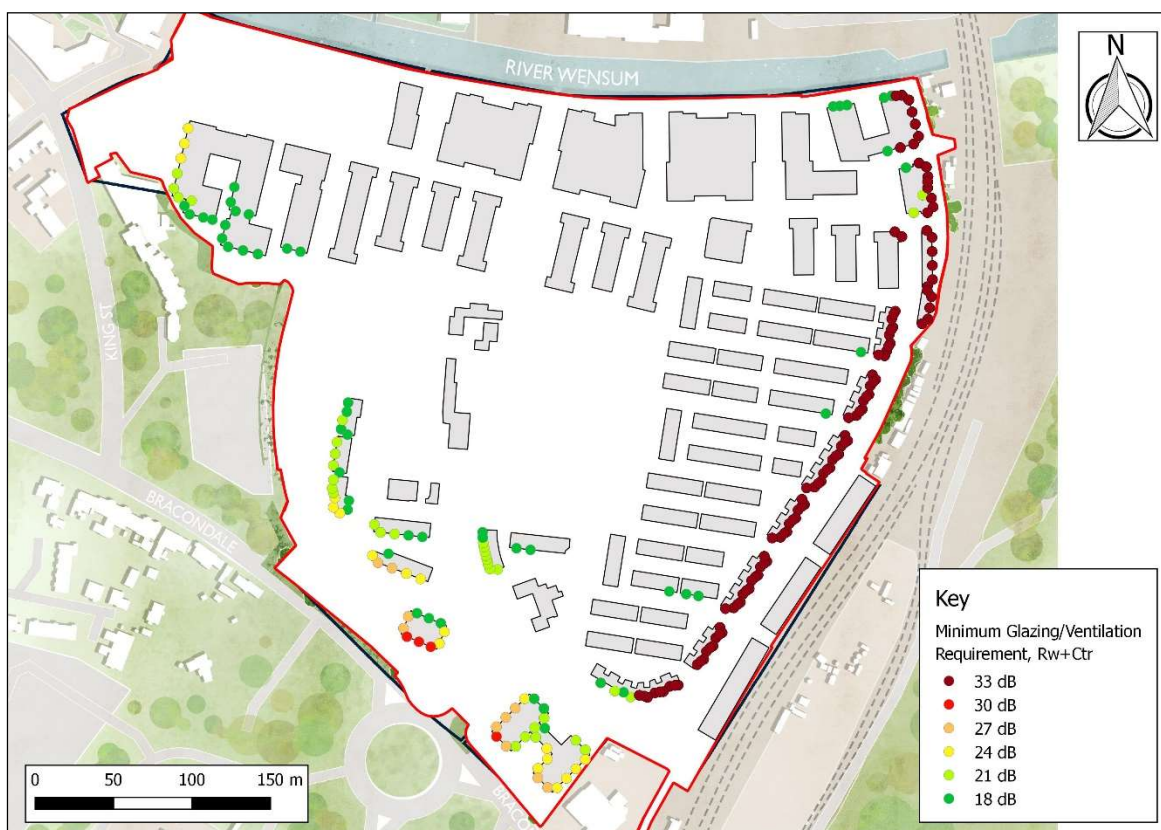 RIVER WENSUM
N
KING ST
BRACONDALE
Key
Minimum Glazing/Ventilation
Requirement, Rw+Ctr
33 dB
30 dB
27 dB
24 dB
21 dB
18 dB
0 50 100 150 m